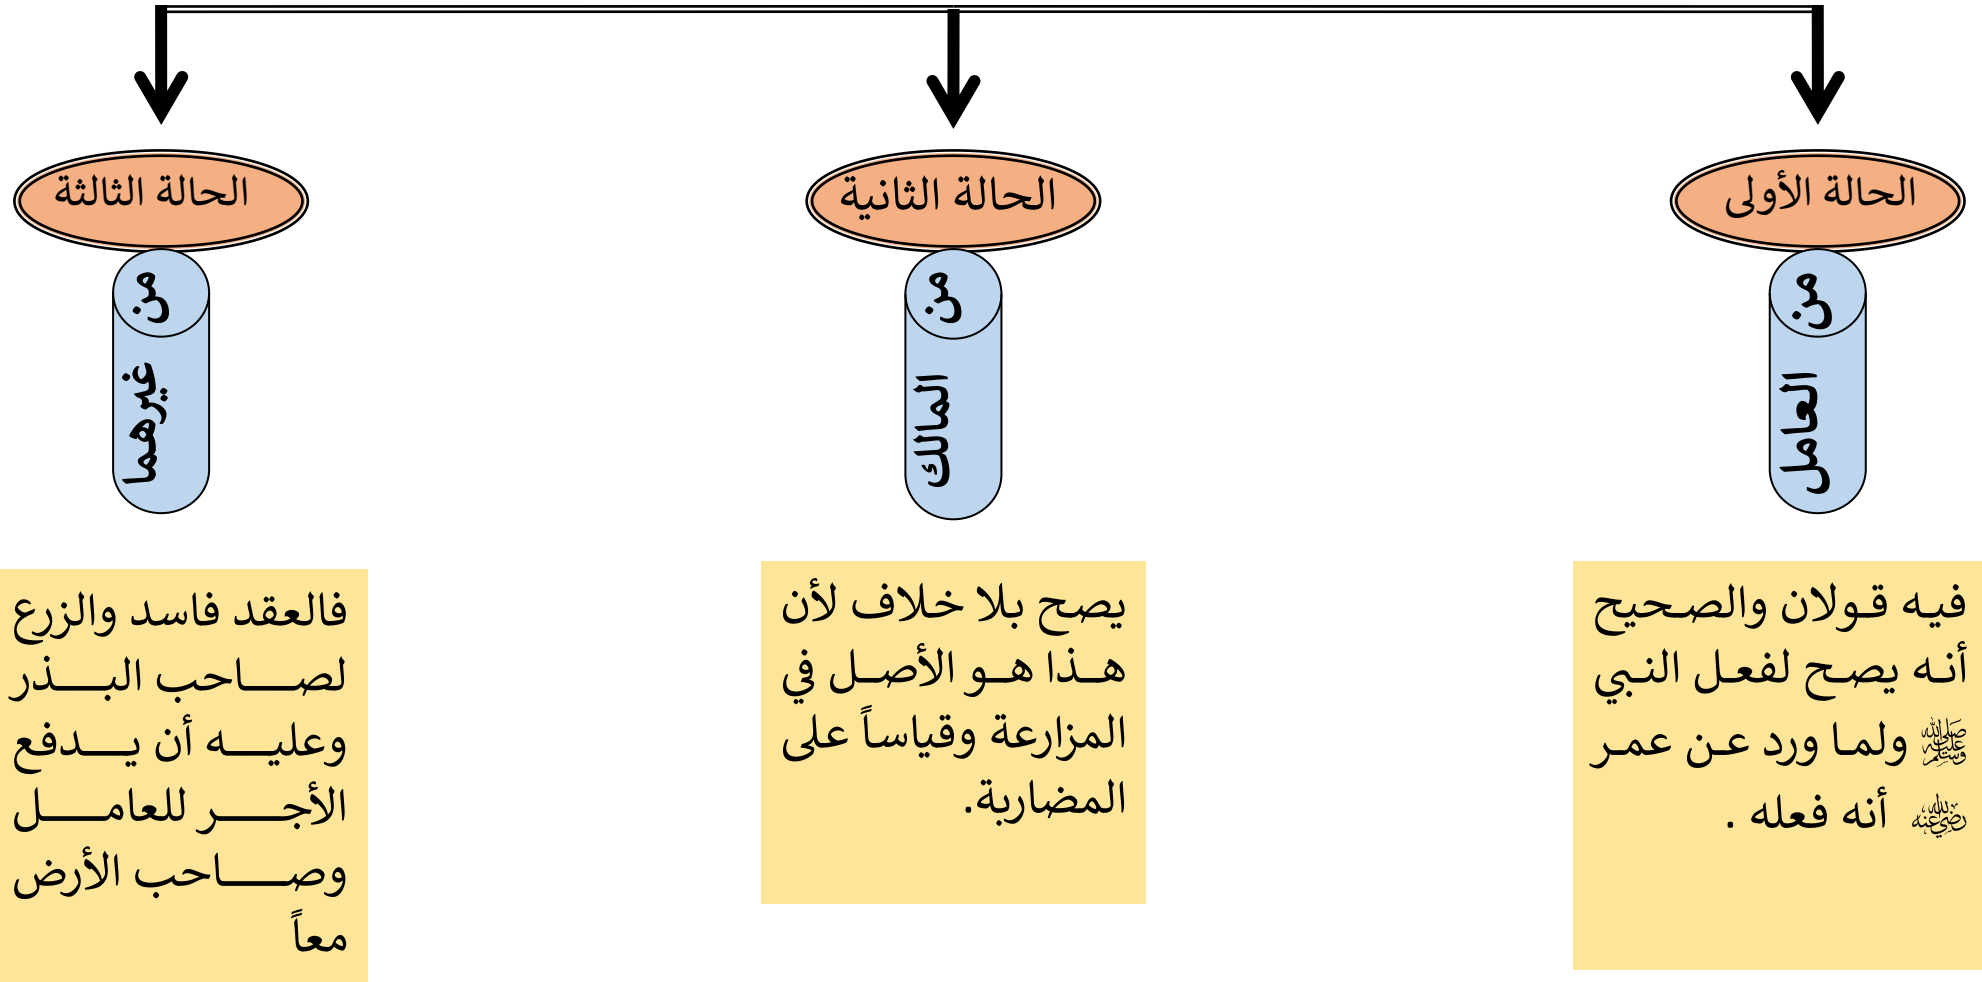 الحالة الأولى
من العامل
فيه قولان والصحيح
أنه يصح لفعل النبي
ﷺ ولما ورد عن عمر
رضي الله عنه أنه فعله .
الحالة الثانية
من المالك
يصح بلا خلاف لأن
هذا هو الأصل في
المزارعة وقياساً على
المضاربة.
الحالة الثالثة
من غيرهما
فالعقد فاسد والزرع
لصاحب البذر
وعليه أن يدفع
الأجر للعامل
وصاحب الأرض
معاً